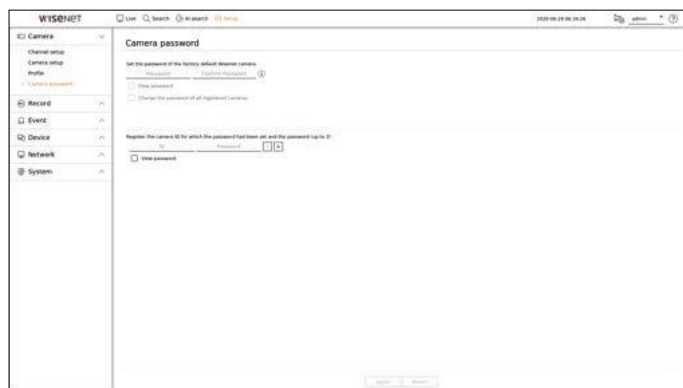 WISENET
Live Search AI search Setup
2020-06-29 06:34:26 admin
Camera
Channel setup
Camera setup
Profile
Camera password
Record
Event
Device
Network
System
Camera password
Set the password of the factory default Wisenet camera.
Password Confirm Password
View password
Change the password of all registered cameras.
Register the camera ID for which the password had been set and the password (up to 3)
ID Password - +
View password
Apply Revert